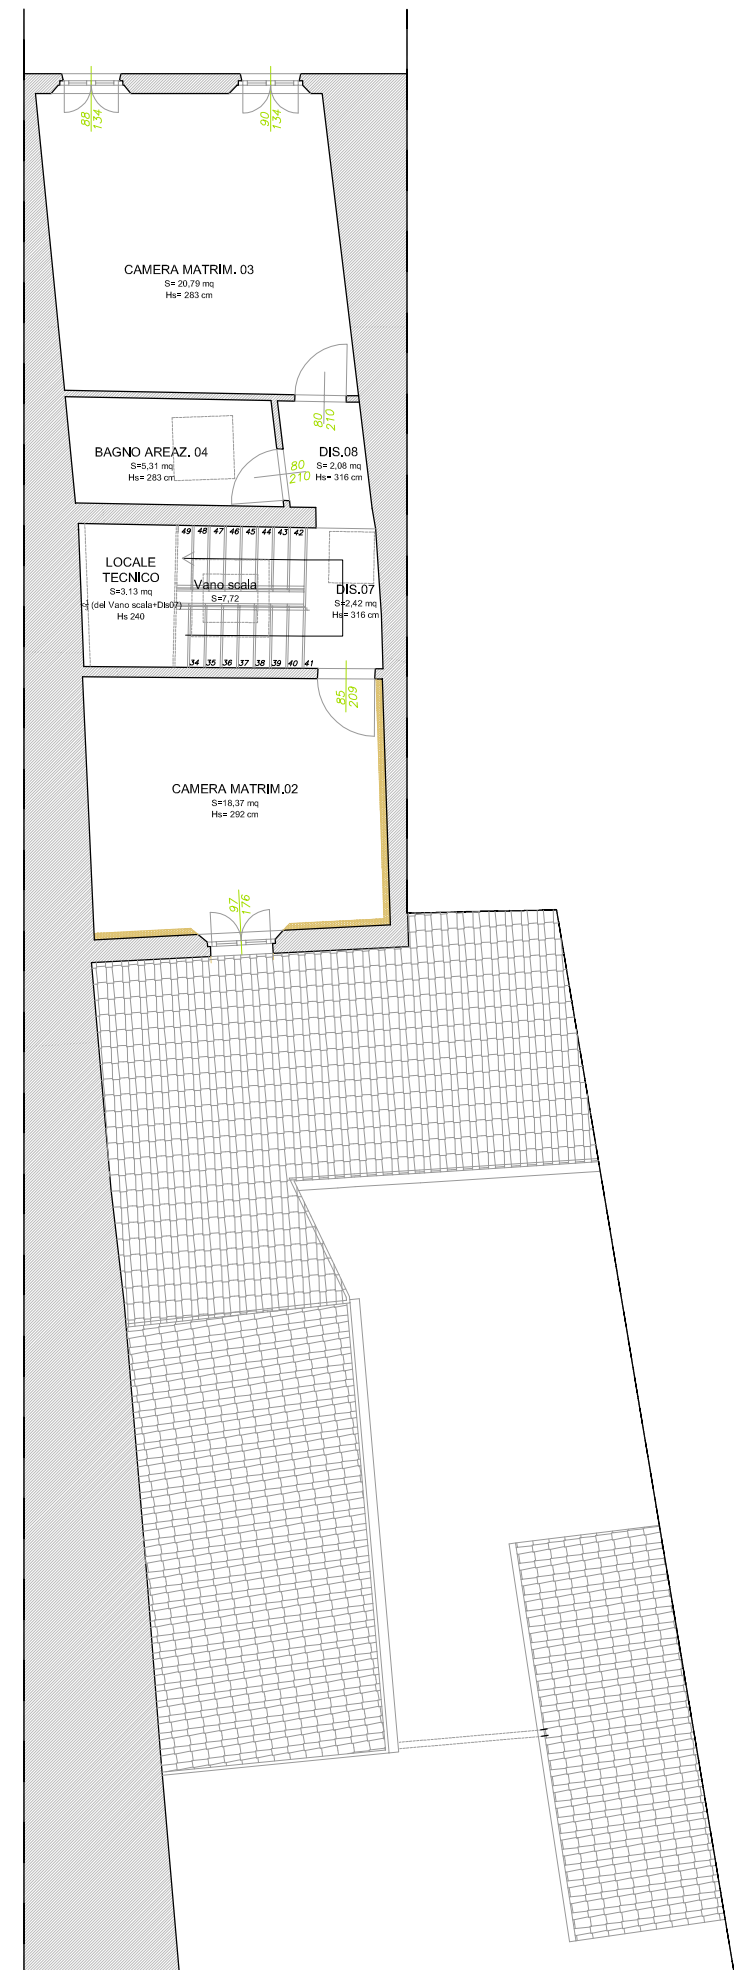 88
134
90
134
CAMERA MATRIM. 03
S= 20,79 mq
Hs= 283 cm
80
210
BAGNO AREAZ. 04
S=5,31 mq
Hs= 283 cm
80
210
DIS.08
S= 2,08 mq
Hs= 316 cm
49 48 47 46 45 44 43 42
LOCALE
TECNICO
S=3.13 mq
(del Vano scala+Dis07)
Hs 240
Vano scala
S=7,72
DIS.07
S=2,42 mq
Hs= 316 cm
34 35 36 37 38 39 40 41
85
209
CAMERA MATRIM.02
S=18,37 mq
Hs= 292 cm
97
176